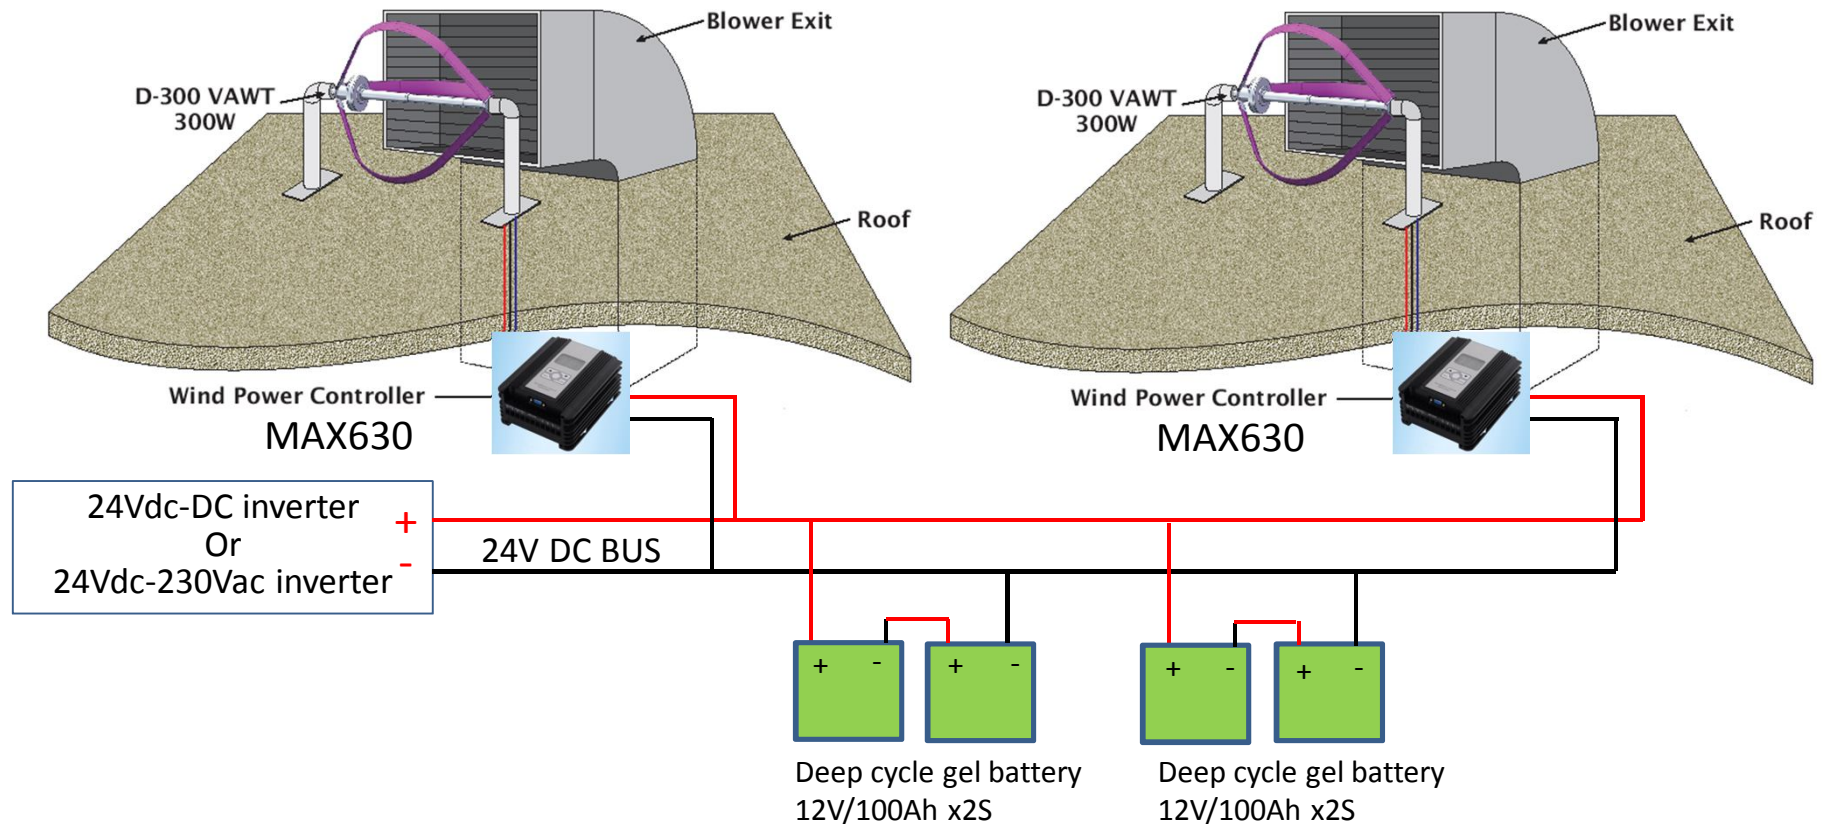 Blower Exit
D-300 VAWT
300W
Roof
Wind Power Controller
MAX630
Blower Exit
D-300 VAWT
300W
Roof
Wind Power Controller
MAX630
24Vdc-DC inverter
Or
24Vdc-230Vac inverter
+
-
24V DC BUS
+ - + -
+ - + -
Deep cycle gel battery
12V/100Ah x2S
Deep cycle gel battery
12V/100Ah x2S